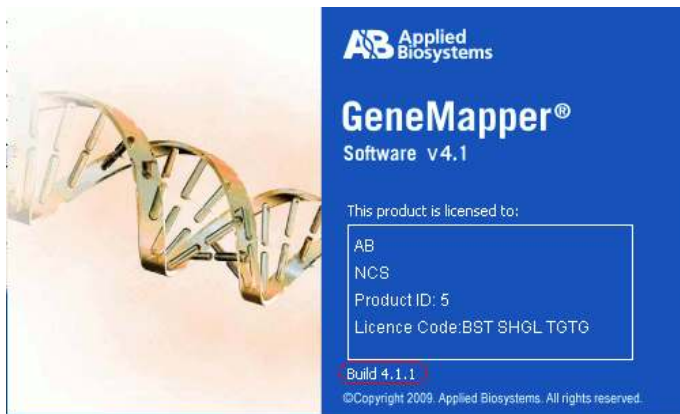 AB Applied
Biosystems
GeneMapper®
Software v4.1
This product is licensed to:
AB
NCS
Product ID: 5
Licence Code:BST SHGL TGTG
Build 4.1.1
©Copyright 2009. Applied Biosystems. All rights reserved.